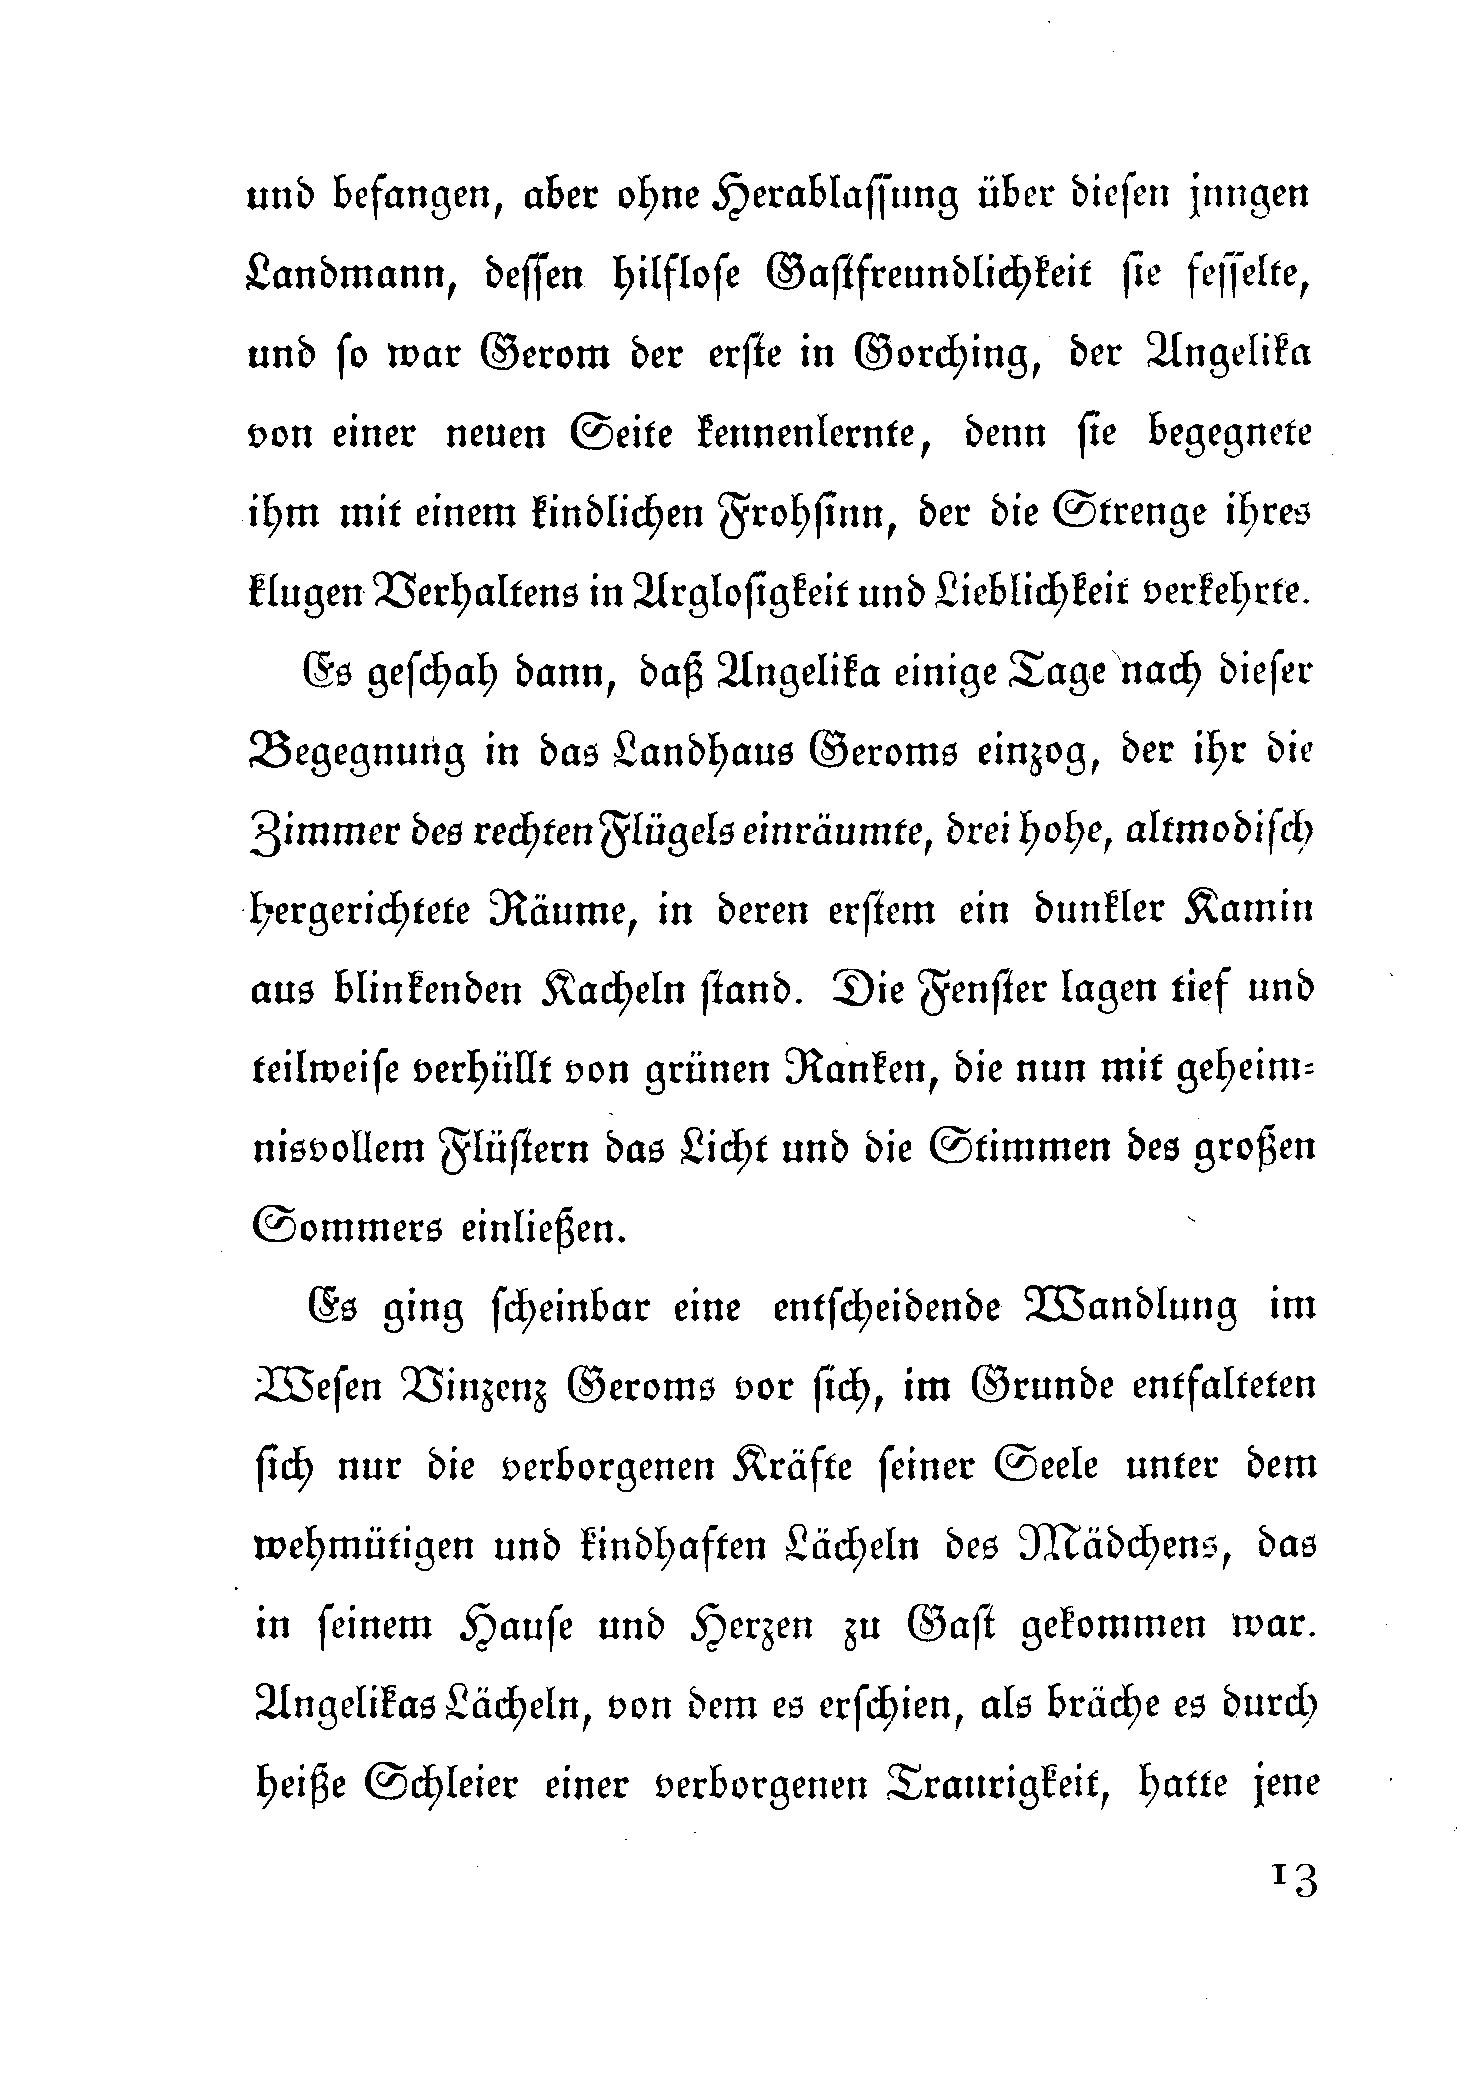 und befangen, aber ohne Herablassung über diesen jungen
Landmann, dessen hilflose Gastfreundlichkeit sie fesselte,
und so war Gerom der erste in Gorching, der Angelika
von einer neuen Seite kennenlernte, denn sie begegnete
ihm mit einem kindlichen Frohsinn, der die Strenge ihres
klugen Verhaltens in Arglosigkeit und Lieblichkeit verkehrte.
Es geschah dann, daß Angelika einige Tage nach dieser
Begegnung in das Landhaus Geroms einzog, der ihr die
Zimmer des rechten Flügels einräumte, drei hohe, altmodisch
hergerichtete Räume, in deren erstem ein dunkler Kamin
aus blinkenden Kacheln stand. Die Fenster lagen tief und
teilweise verhüllt von grünen Ranken, die nun mit geheim-
nisvollem Flüstern das Licht und die Stimmen des großen
Sommers einließen.
Es ging scheinbar eine entscheidende Wandlung im
Wesen Vinzenz Geroms vor sich, im Grunde entfalteten
sich nur die verborgenen Kräfte seiner Seele unter dem
wehmütigen und kindhaften Lächeln des Mädchens, das
in seinem Hause und Herzen zu Gast gekommen war.
Angelikas Lächeln, von dem es erschien, als bräche es durch
heiße Schleier einer verborgenen Traurigkeit, hatte jene
13